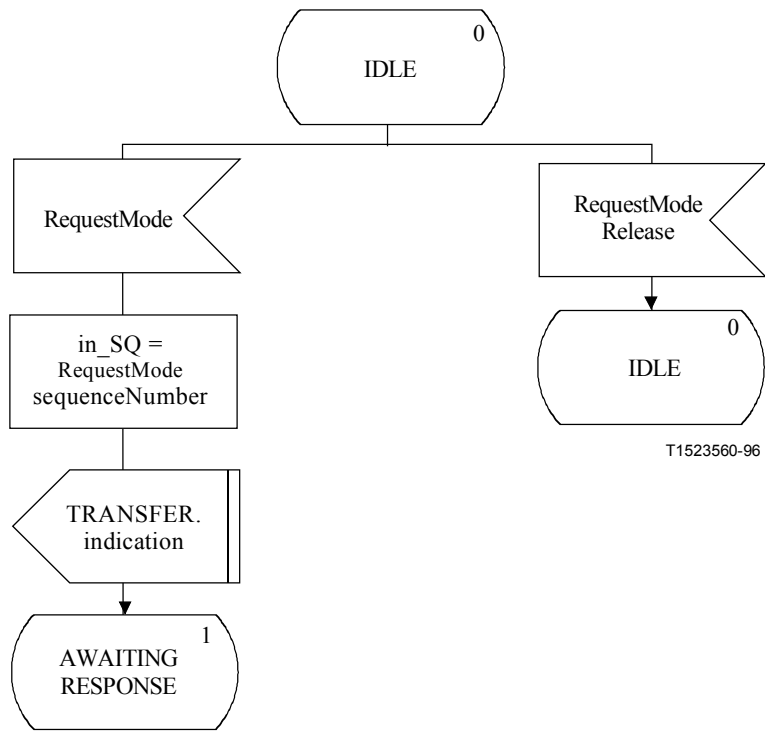 0
IDLE
RequestMode
RequestMode
Release
in_SQ =
RequestMode
sequenceNumber
0
IDLE
T1523560-96
TRANSFER.
indication
1
AWAITING
RESPONSE